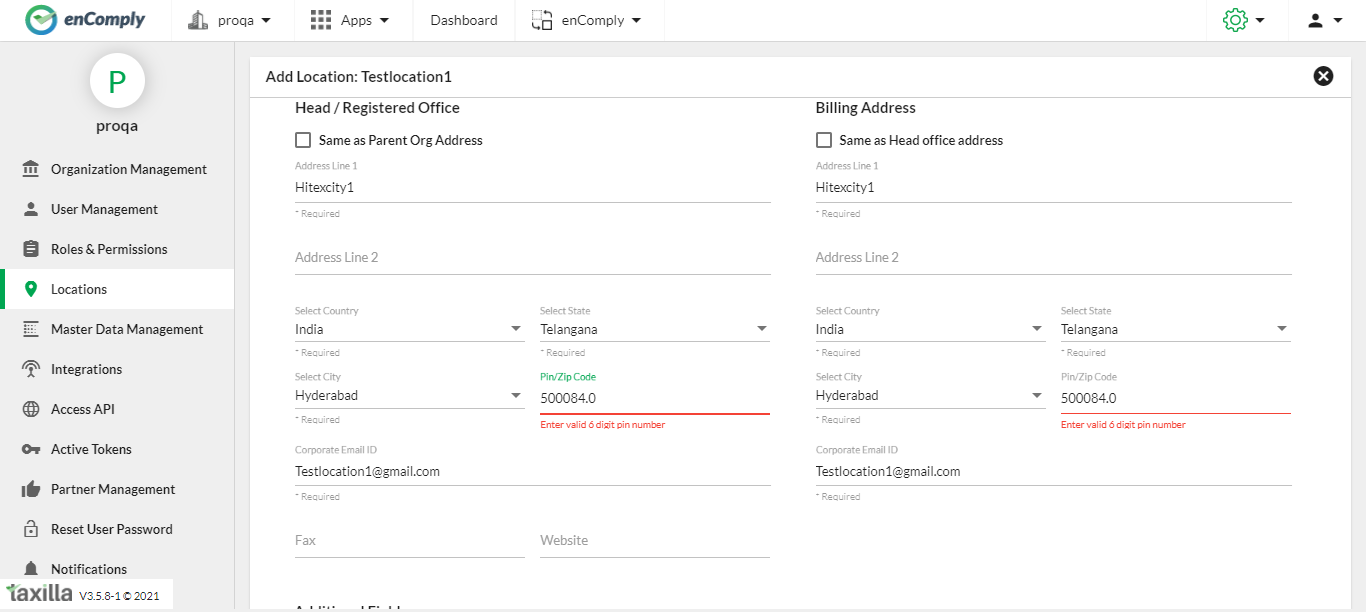 enComply
proqa
Apps
Dashboard
enComply
P
proqa
Organization Management
User Management
Roles & Permissions
Locations
Master Data Management
Integrations
Access API
Active Tokens
Partner Management
Reset User Password
Notifications
taxilla V3.5.8-1 © 2021
Add Location: Testlocation1
Head / Registered Office
Same as Parent Org Address
Address Line 1
Hitexcity1
* Required
Address Line 2
Select Country
India
* Required
Select State
Telangana
* Required
Select City
Hyderabad
* Required
Pin/Zip Code
500084.0
Enter valid 6 digit pin number
Corporate Email ID
Testlocation1@gmail.com
* Required
Fax
Website
Billing Address
Same as Head office address
Address Line 1
Hitexcity1
* Required
Address Line 2
Select Country
India
* Required
Select State
Telangana
* Required
Select City
Hyderabad
* Required
Pin/Zip Code
500084.0
Enter valid 6 digit pin number
Corporate Email ID
Testlocation1@gmail.com
* Required